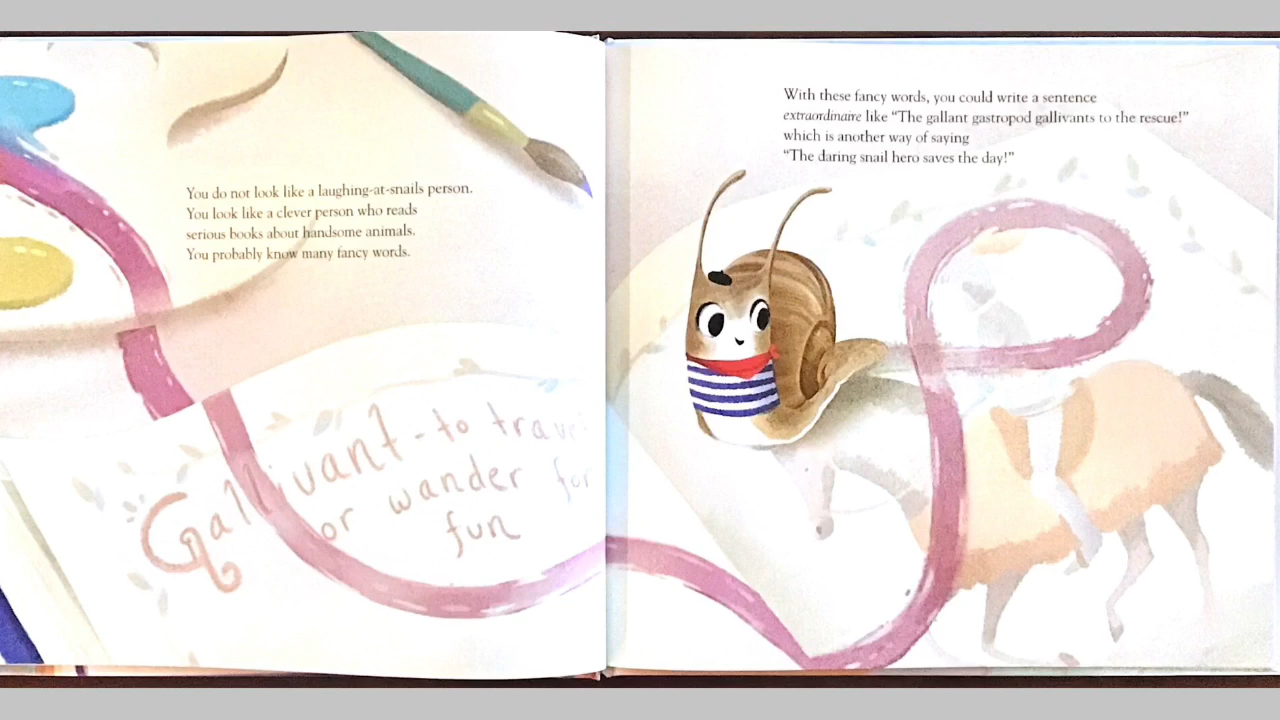 You do not look like a laughing-at-snails person.
You look like a clever person who reads
serious books about handsome animals.
You probably know many fancy words.
Gallivant - to travel
or wander for
fun
With these fancy words, you could write a sentence
extraordinaire like “The gallant gastropod gallivants to the rescue!”
which is another way of saying
“The daring snail hero saves the day!”